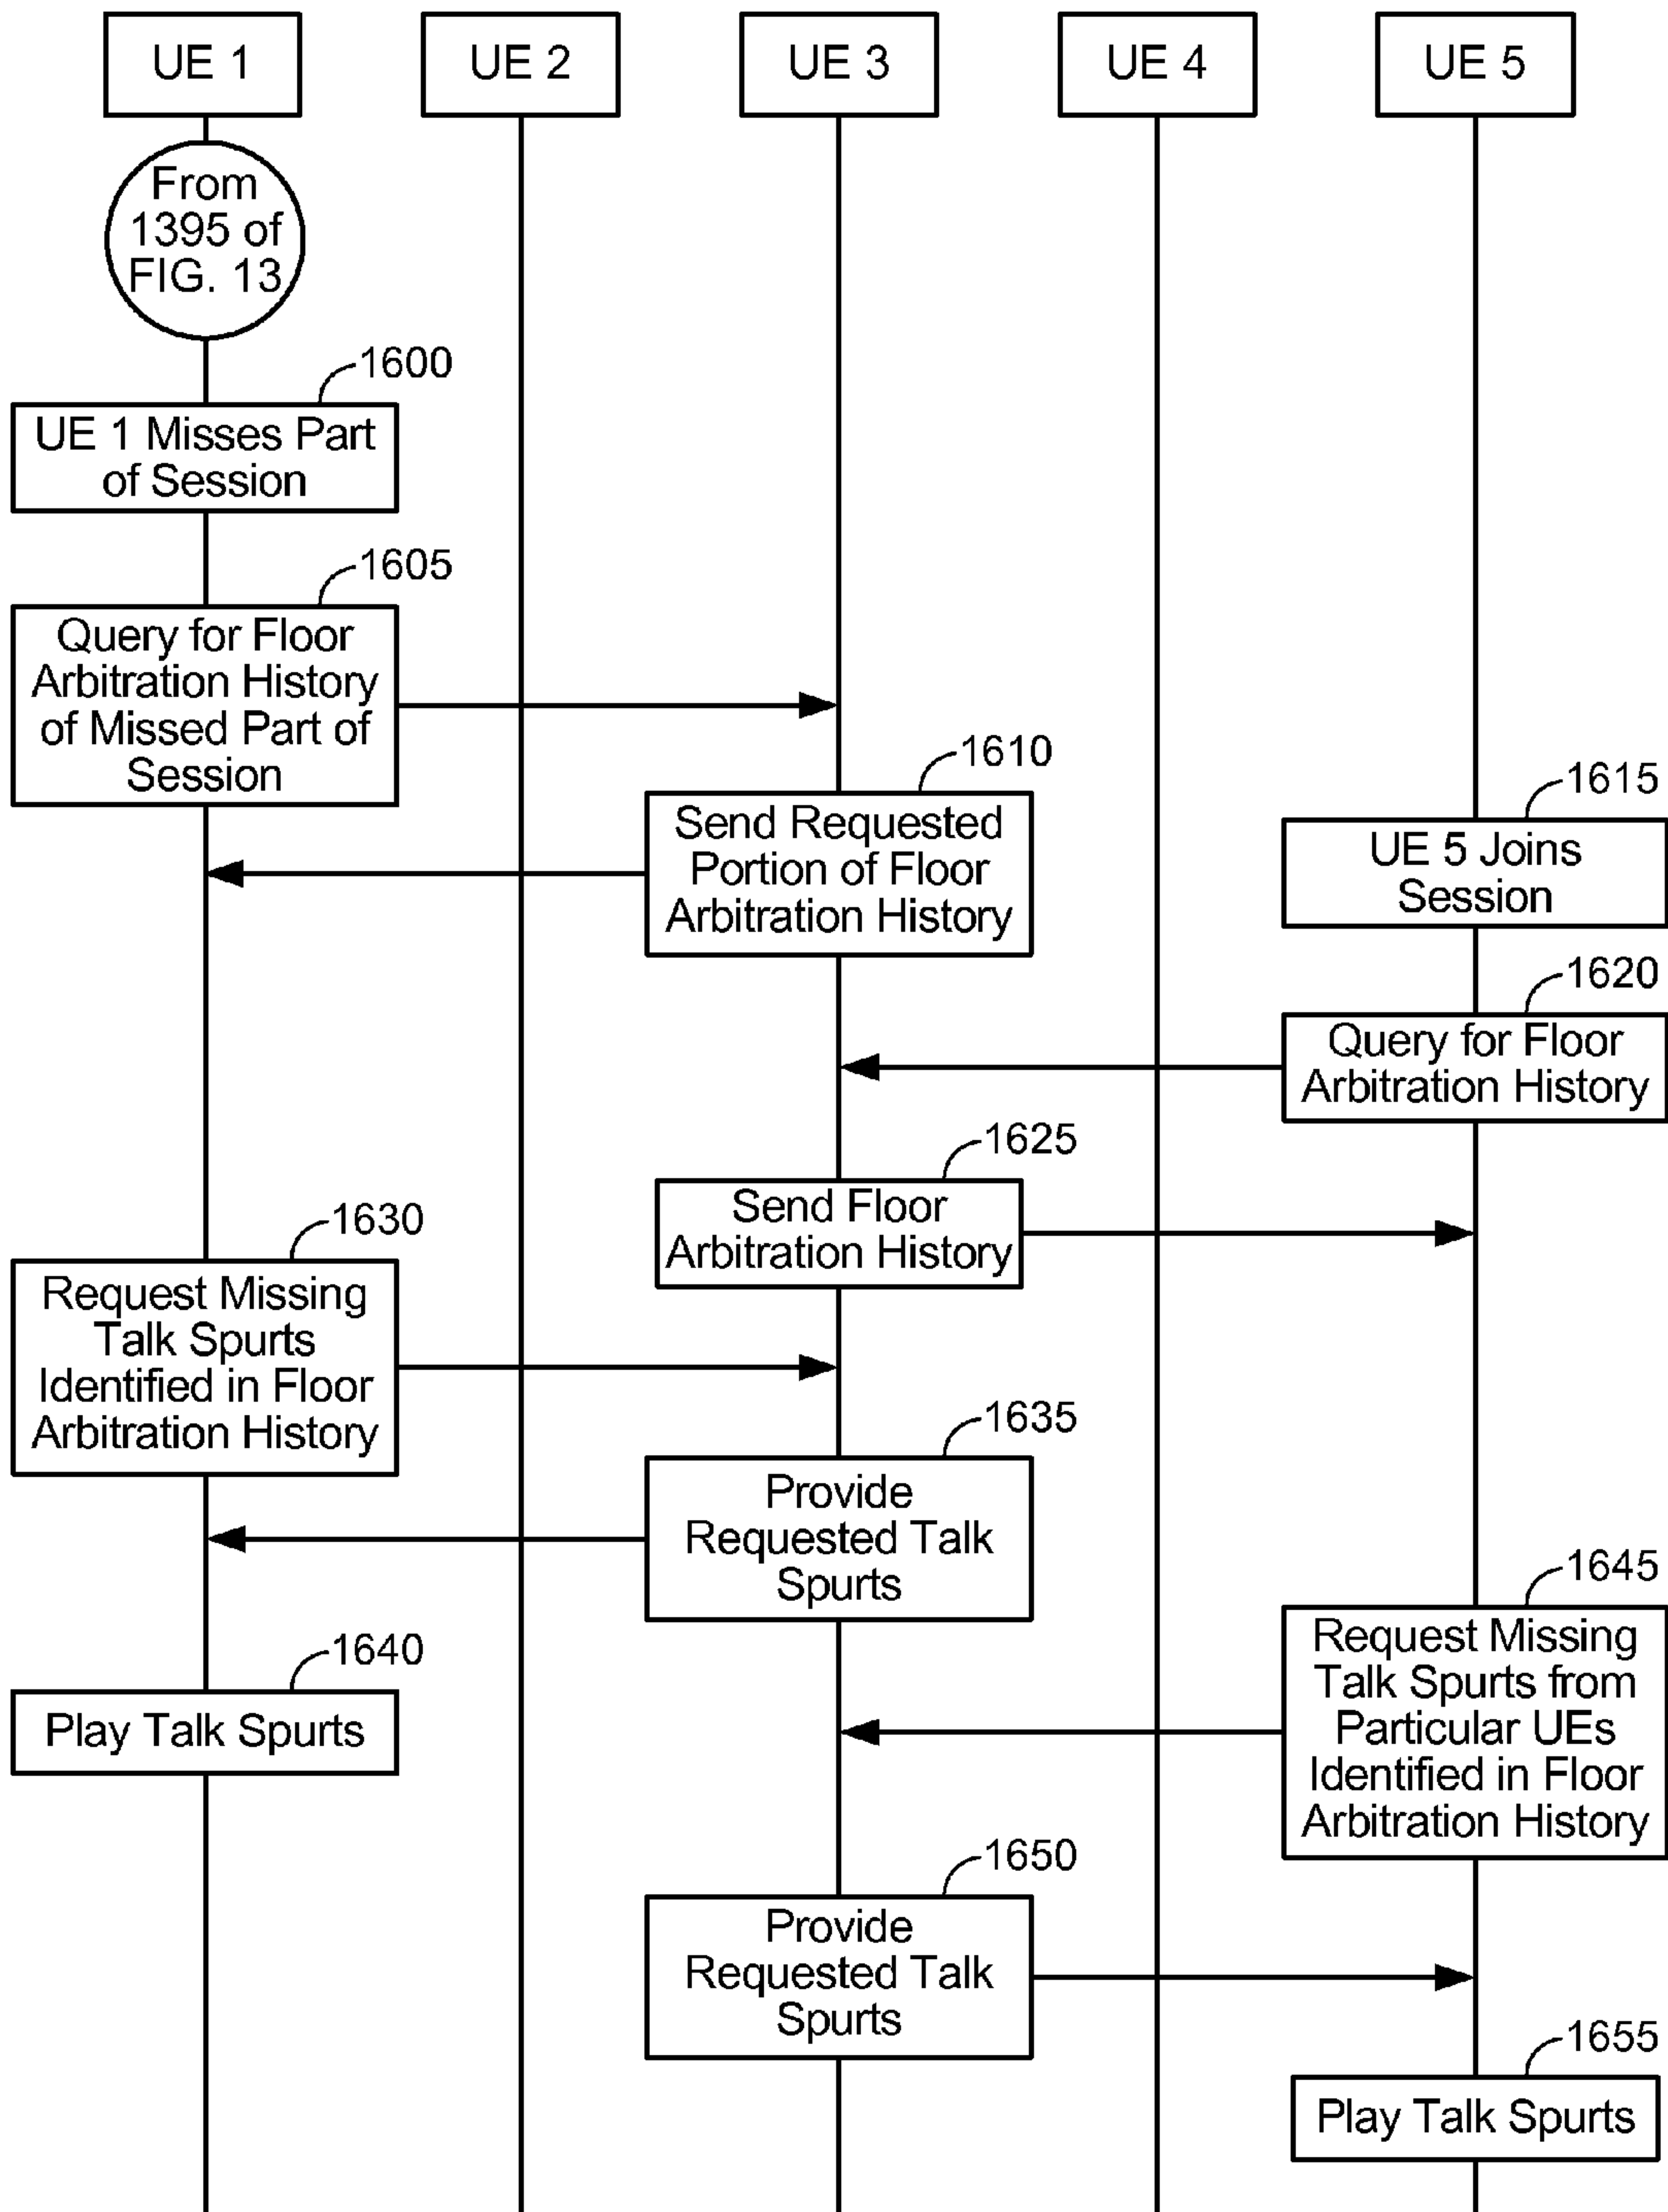 UE 1
UE 2
UE 3
UE 4
UE 5
From
1395 of
FIG. 13
1600
UE 1 Misses Part
of Session
1605
Query for Floor
Arbitration History
of Missed Part of
Session
1610
Send Requested
Portion of Floor
Arbitration History
1615
UE 5 Joins
Session
1620
Query for Floor
Arbitration History
1625
Send Floor
Arbitration History
1630
Request Missing
Talk Spurts
Identified in Floor
Arbitration History
1635
Provide
Requested Talk
Spurts
1640
Play Talk Spurts
1645
Request Missing
Talk Spurts from
Particular UEs
Identified in Floor
Arbitration History
1650
Provide
Requested Talk
Spurts
1655
Play Talk Spurts